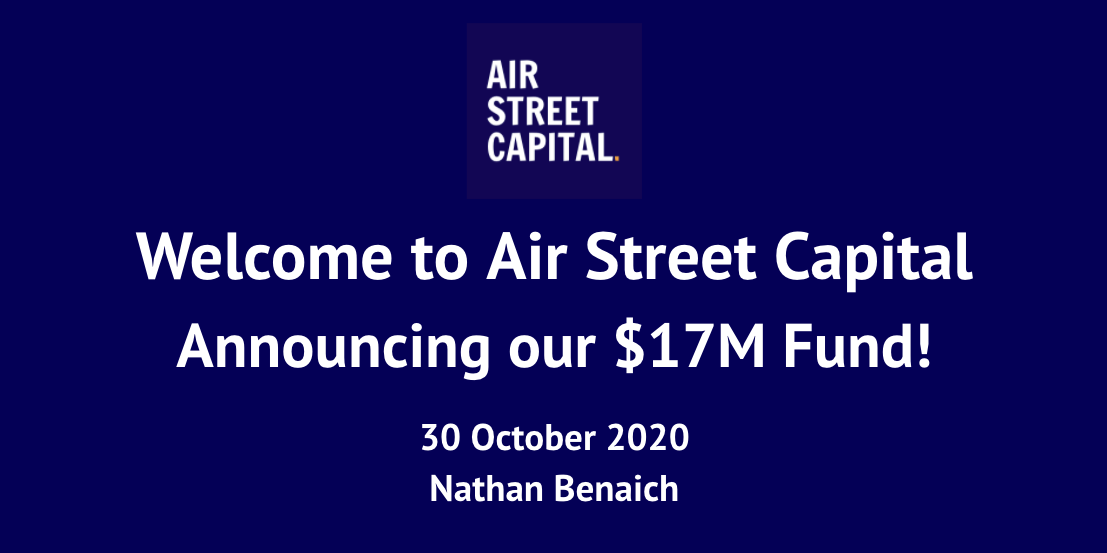 AIR
STREET
CAPITAL.
Welcome to Air Street Capital
Announcing our $17M Fund!
30 October 2020
Nathan Benaich